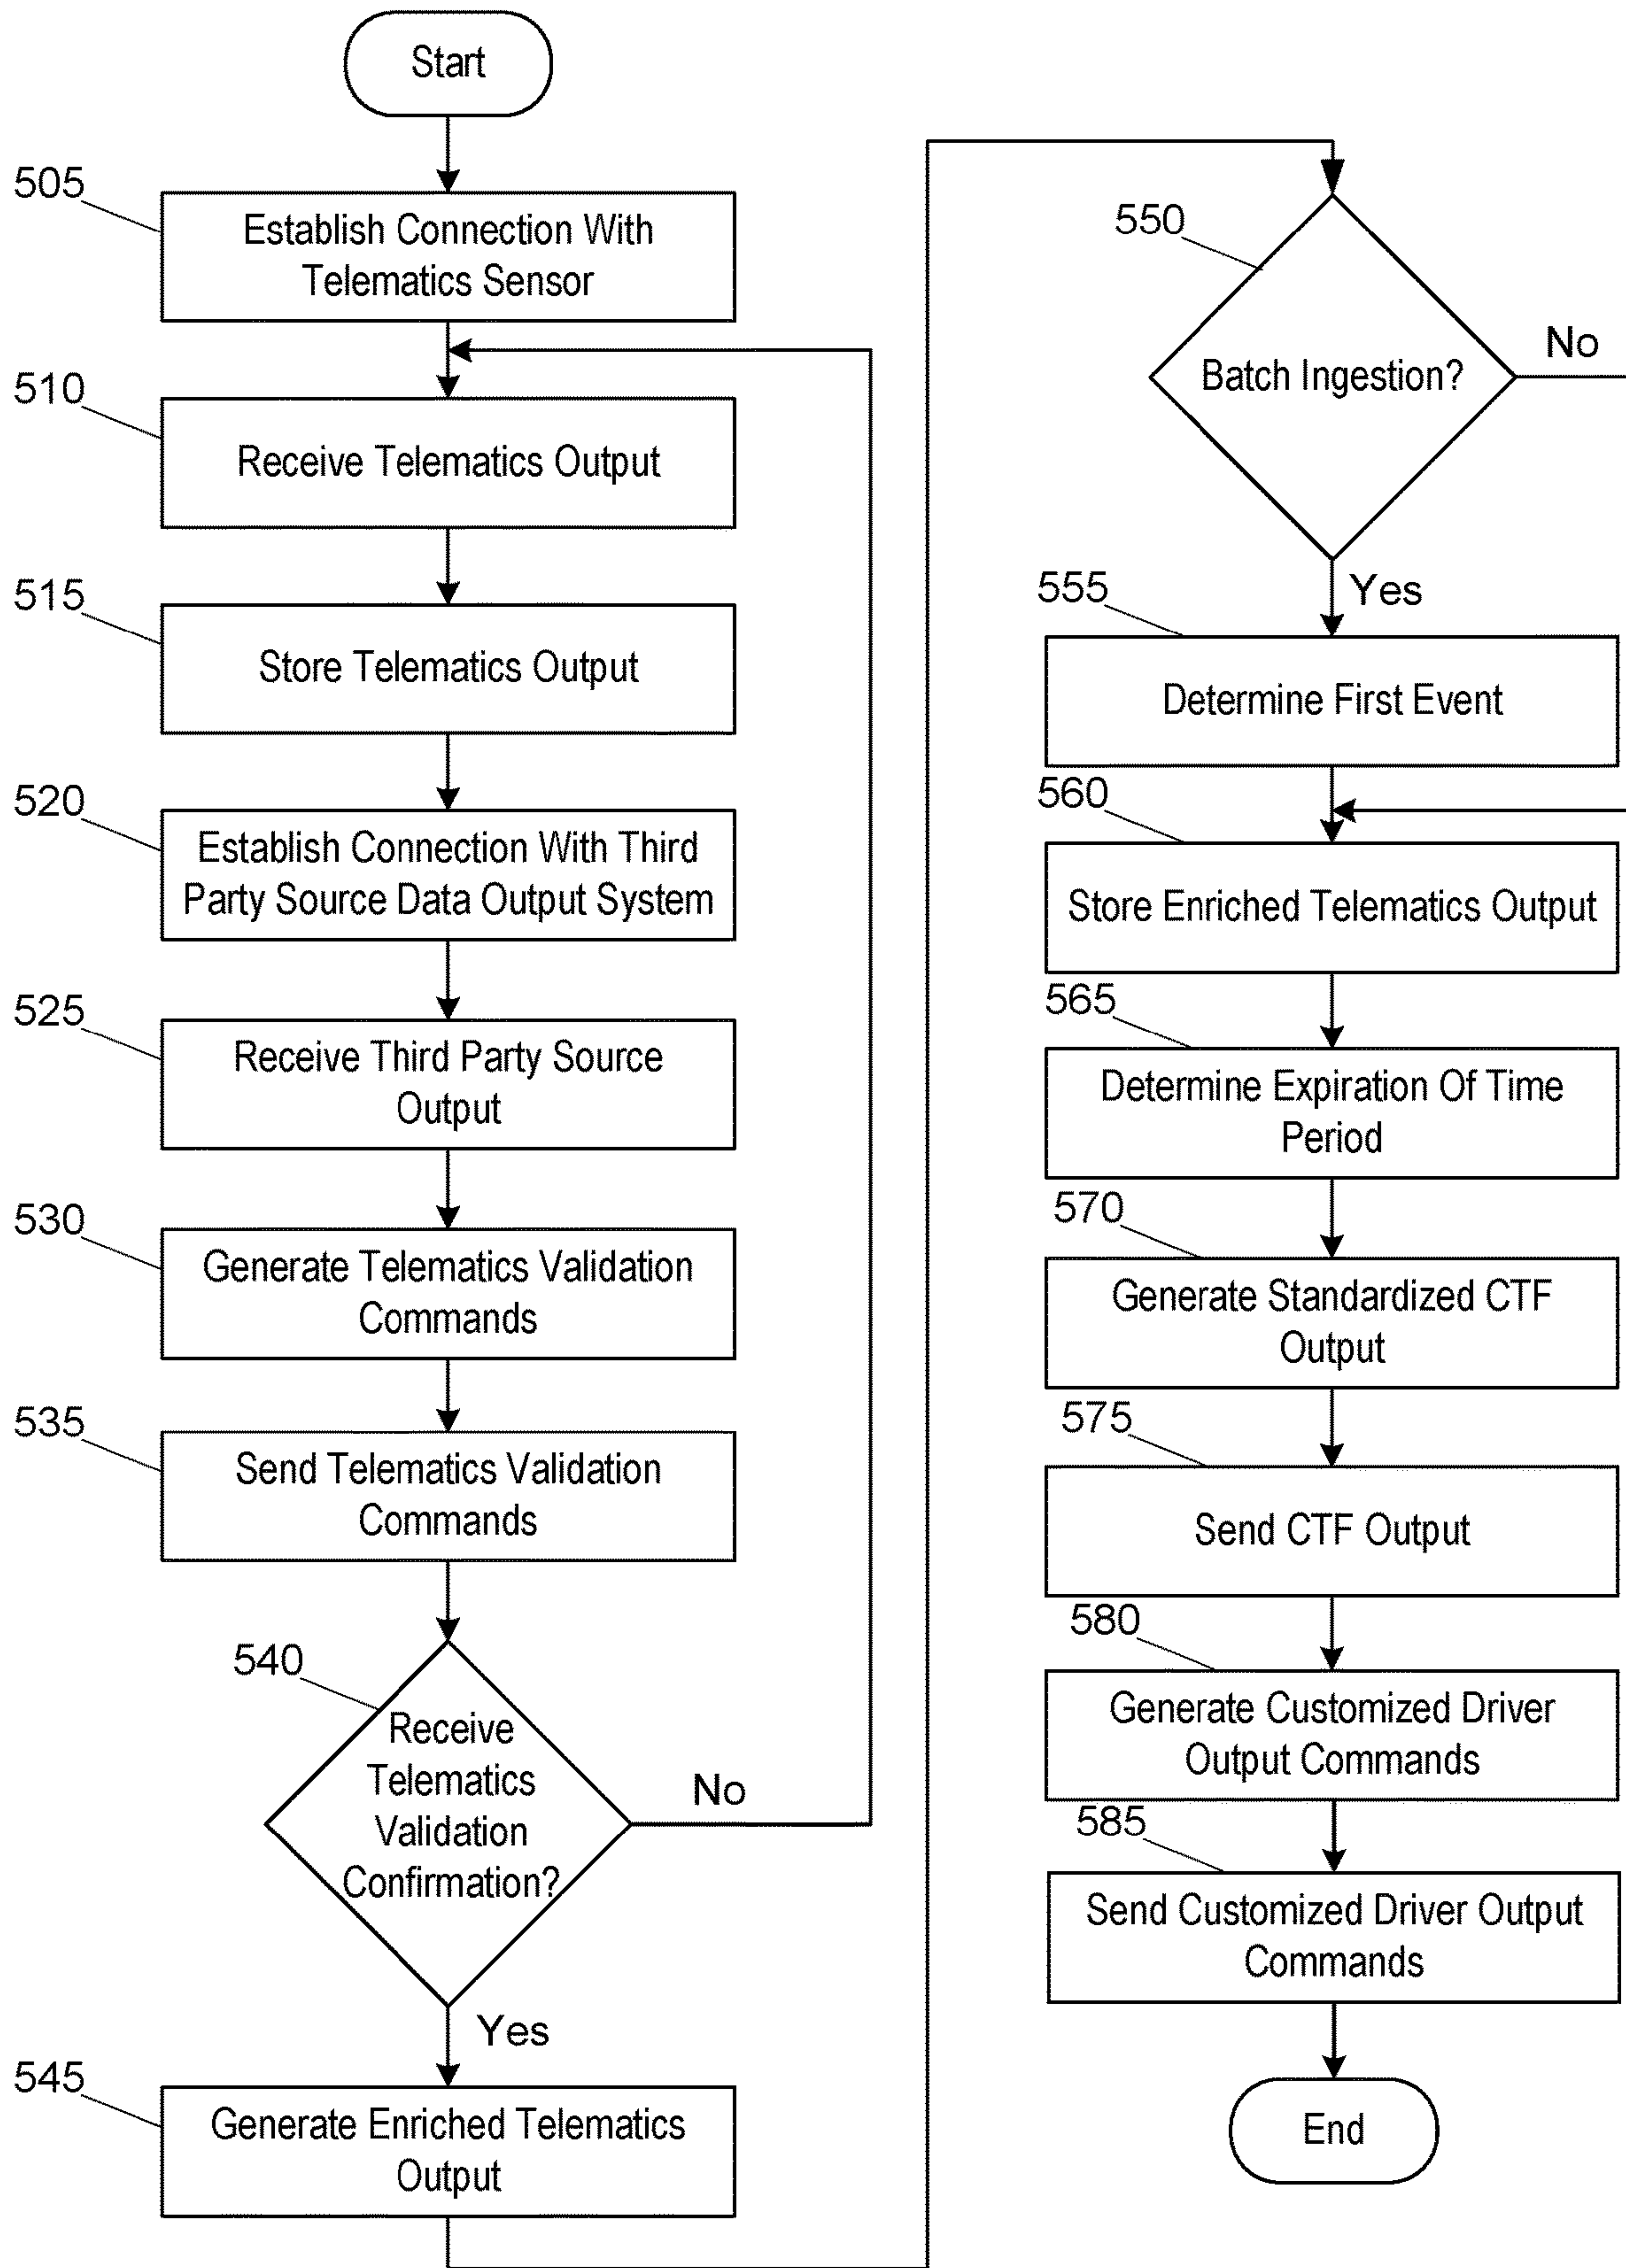 Start
505
Establish Connection With
Telematics Sensor
510
Receive Telematics Output
515
Store Telematics Output
520
Establish Connection With Third
Party Source Data Output System
525
Receive Third Party Source
Output
530
Generate Telematics Validation
Commands
535
Send Telematics Validation
Commands
540
Receive
Telematics
Validation
Confirmation?
No
Yes
545
Generate Enriched Telematics
Output
550
Batch Ingestion?
No
Yes
555
Determine First Event
560
Store Enriched Telematics Output
565
Determine Expiration Of Time
Period
570
Generate Standardized CTF
Output
575
Send CTF Output
580
Generate Customized Driver
Output Commands
585
Send Customized Driver Output
Commands
End